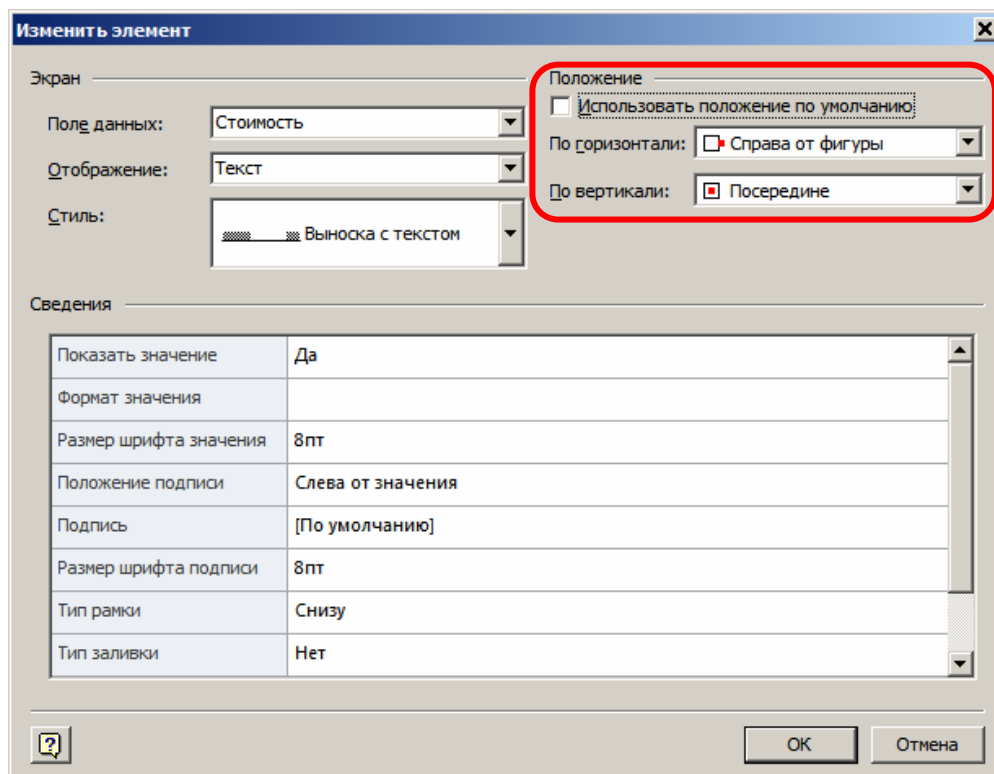 Изменить элемент
Экран
Поле данных: Стоимость
Отображение: Текст
Стиль: Выноска с текстом
Положение
Использовать положение по умолчанию
По горизонтали: Справа от фигуры
По вертикали: Посередине
Сведения
Показать значение Да
Формат значения
Размер шрифта значения 8пт
Положение подписи Слева от значения
Подпись [По умолчанию]
Размер шрифта подписи 8пт
Тип рамки Снизу
Тип заливки Нет
? ОК Отмена